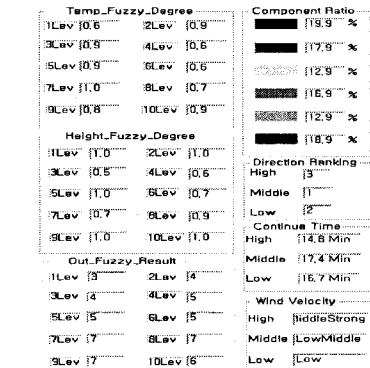 Temp_Fuzzy_Degree
1Lev 0,6 2Lev 0,9
3Lev 0,9 4Lev 0,6
5Lev 0,9 6Lev 0,6
7Lev 1,0 8Lev 0,7
9Lev 0,8 10Lev 0,9
Height_Fuzzy_Degree
1Lev 1,0 2Lev 1,0
3Lev 0,5 4Lev 0,6
5Lev 1,0 6Lev 0,7
7Lev 0,7 8Lev 0,9
9Lev 1,0 10Lev 1,0
Out_Fuzzy_Result
1Lev 3 2Lev 4
3Lev 4 4Lev 5
5Lev 5 6Lev 5
7Lev 7 8Lev 7
9Lev 7 10Lev 6
Component Ratio
19,9 %
17,9 %
12,9 %
16,9 %
12,9 %
18,9 %
Direction Ranking
High 3
Middle 1
Low 2
Continue Time
High 14,8 Min
Middle 17,4 Min
Low 16,7 Min
Wind Velocity
High iddleStrong
Middle LowMiddle
Low Low